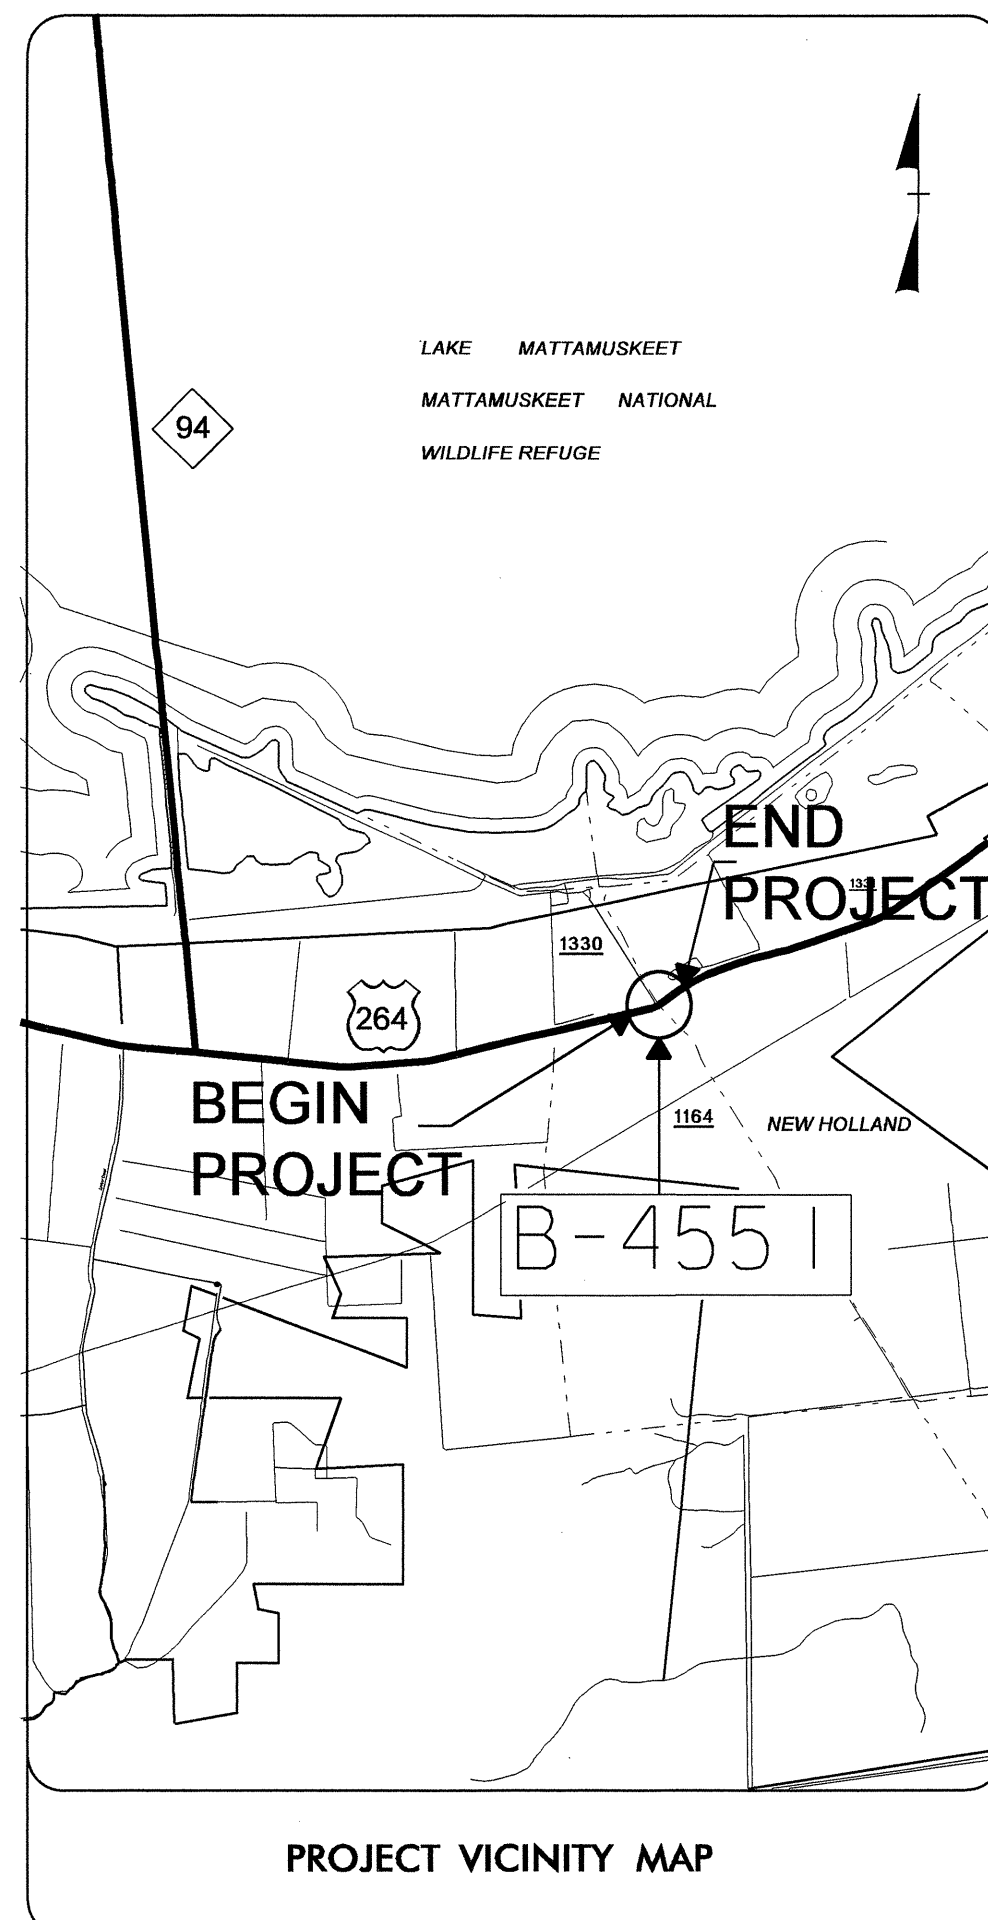 LAKE MATTAMUSKEET
MATTAMUSKEET NATIONAL
WILDLIFE REFUGE
94
END
PROJECT
1330
264
BEGIN
PROJECT
1164
NEW HOLLAND
B-4551
PROJECT VICINITY MAP